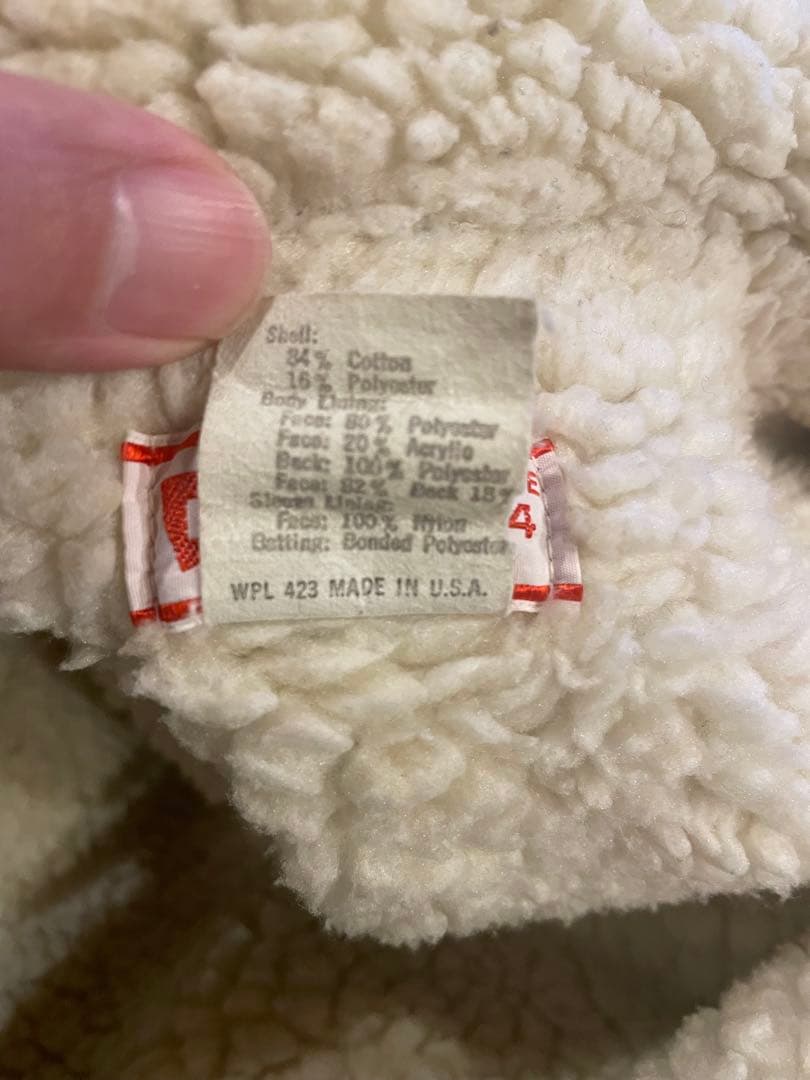 Shell:
84% Cotton
16% Polyester
Body Lining:
Face: 80% Polyester
Face: 20% Acrylic
Back: 100% Polyester
Face: 82% Back 18%
Sleeve Lining:
Face: 100% Nylon
Batting: Bonded Polyester
WPL 423 MADE IN U.S.A.
E
4